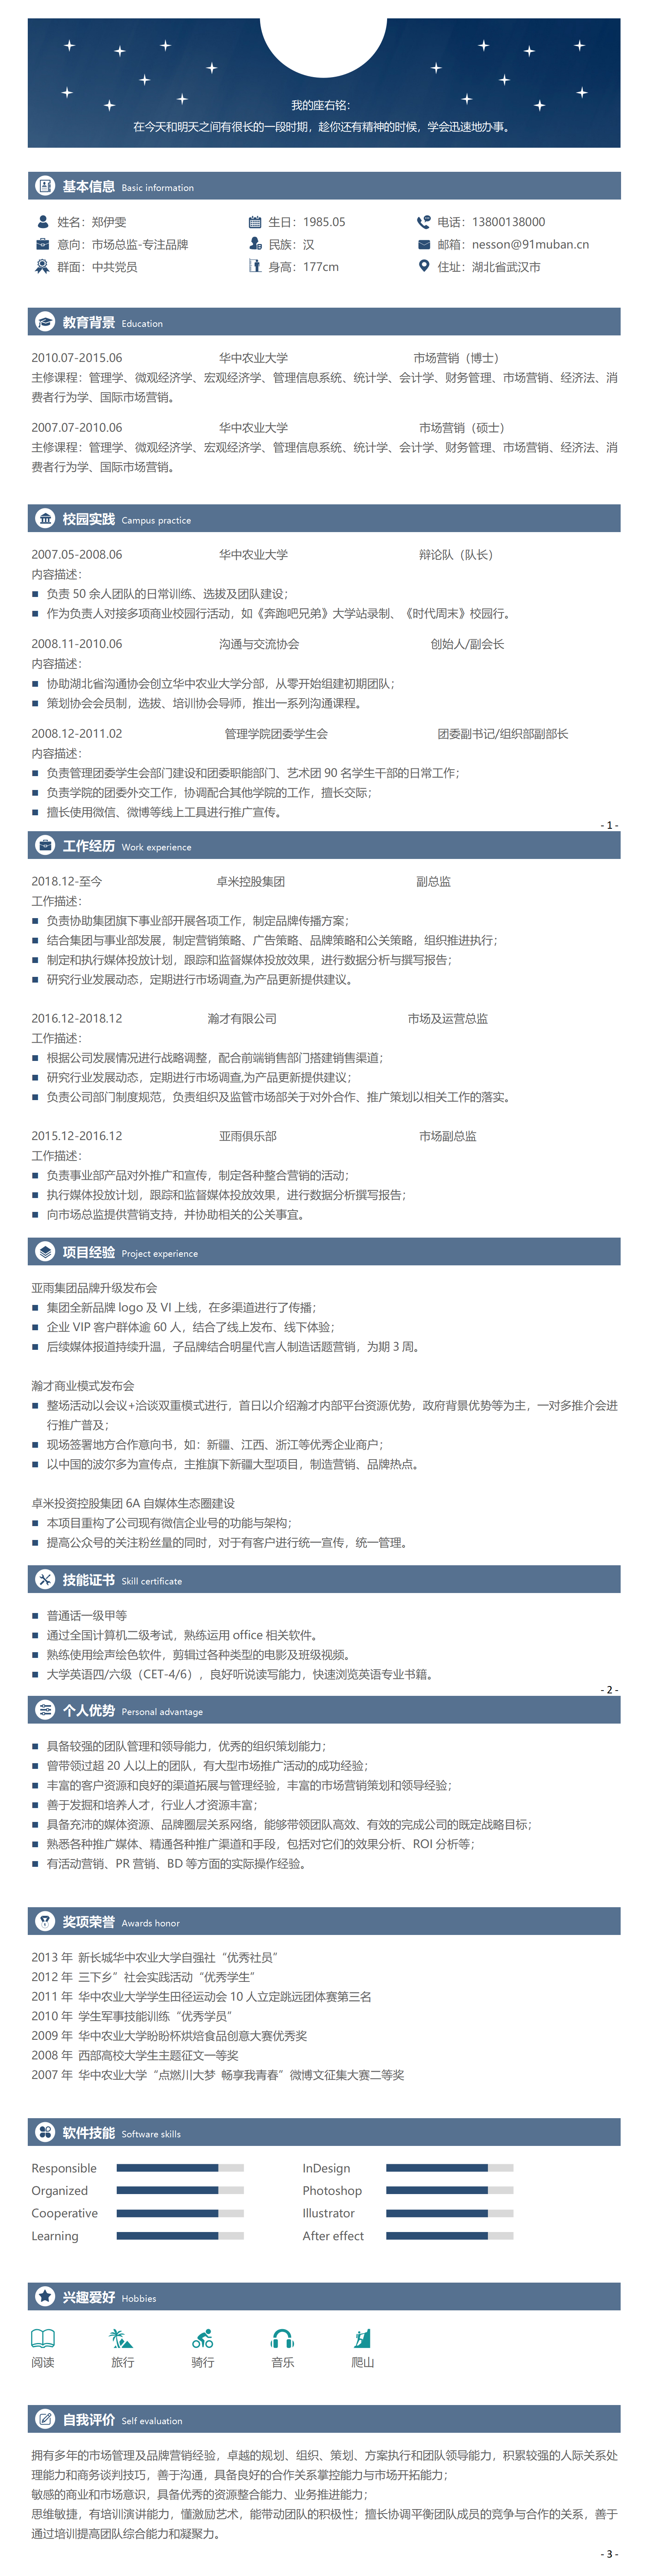 我的座右铭：
在今天和明天之间有很长的一段时期，趁你还有精神的时候，学会迅速地办事。
基本信息 Basic information
姓名：郑伊雯 生日：1985.05 电话：13800138000
意向：市场总监-专注品牌 民族：汉 邮箱：nesson@91muban.cn
群面：中共党员 身高：177cm 住址：湖北省武汉市
教育背景 Education
2010.07-2015.06 华中农业大学 市场营销（博士）
主修课程：管理学、微观经济学、宏观经济学、管理信息系统、统计学、会计学、财务管理、市场营销、经济法、消
费者行为学、国际市场营销。
2007.07-2010.06 华中农业大学 市场营销（硕士）
主修课程：管理学、微观经济学、宏观经济学、管理信息系统、统计学、会计学、财务管理、市场营销、经济法、消
费者行为学、国际市场营销。
校园实践 Campus practice
2007.05-2008.06 华中农业大学 辩论队（队长）
内容描述：
■ 负责 50 余人团队的日常训练、选拔及团队建设；
■ 作为负责人对接多项商业校园行活动，如《奔跑吧兄弟》大学站录制、《时代周末》校园行。
2008.11-2010.06 沟通与交流协会 创始人/副会长
内容描述：
■ 协助湖北省沟通协会创立华中农业大学分部，从零开始组建初期团队；
■ 策划协会会员制，选拔、培训协会导师，推出一系列沟通课程。
2008.12-2011.02 管理学院团委学生会 团委副书记/组织部副部长
内容描述：
■ 负责管理团委学生会部门建设和团委职能部门、艺术团 90 名学生干部的日常工作；
■ 负责学院的团委外交工作，协调配合其他学院的工作，擅长交际；
■ 擅长使用微信、微博等线上工具进行推广宣传。
- 1 -
工作经历 Work experience
2018.12-至今 卓米控股集团 副总监
工作描述：
■ 负责协助集团旗下事业部开展各项工作，制定品牌传播方案；
■ 结合集团与事业部发展，制定营销策略、广告策略、品牌策略和公关策略，组织推进执行；
■ 制定和执行媒体投放计划，跟踪和监督媒体投放效果，进行数据分析与撰写报告；
■ 研究行业发展动态，定期进行市场调查,为产品更新提供建议。
2016.12-2018.12 瀚才有限公司 市场及运营总监
工作描述：
■ 根据公司发展情况进行战略调整，配合前端销售部门搭建销售渠道；
■ 研究行业发展动态，定期进行市场调查,为产品更新提供建议；
■ 负责公司部门制度规范，负责组织及监管市场部关于对外合作、推广策划以相关工作的落实。
2015.12-2016.12 亚雨俱乐部 市场副总监
工作描述：
■ 负责事业部产品对外推广和宣传，制定各种整合营销的活动；
■ 执行媒体投放计划，跟踪和监督媒体投放效果，进行数据分析撰写报告；
■ 向市场总监提供营销支持，并协助相关的公关事宜。
项目经验 Project experience
亚雨集团品牌升级发布会
■ 集团全新品牌 logo 及 VI 上线，在多渠道进行了传播；
■ 企业 VIP 客户群体逾 60 人，结合了线上发布、线下体验；
■ 后续媒体报道持续升温，子品牌结合明星代言人制造话题营销，为期 3 周。
瀚才商业模式发布会
■ 整场活动以会议+洽谈双重模式进行，首日以介绍瀚才内部平台资源优势，政府背景优势等为主，一对多推介会进
行推广普及；
■ 现场签署地方合作意向书，如：新疆、江西、浙江等优秀企业商户；
■ 以中国的波尔多为宣传点，主推旗下新疆大型项目，制造营销、品牌热点。
卓米投资控股集团 6A 自媒体生态圈建设
■ 本项目重构了公司现有微信企业号的功能与架构；
■ 提高公众号的关注粉丝量的同时，对于有客户进行统一宣传，统一管理。
技能证书 Skill certificate
■ 普通话一级甲等
■ 通过全国计算机二级考试，熟练运用 office 相关软件。
■ 熟练使用绘声绘色软件，剪辑过各种类型的电影及班级视频。
■ 大学英语四/六级（CET-4/6），良好听说读写能力，快速浏览英语专业书籍。
- 2 -
个人优势 Personal advantage
■ 具备较强的团队管理和领导能力，优秀的组织策划能力；
■ 曾带领过超 20 人以上的团队，有大型市场推广活动的成功经验；
■ 丰富的客户资源和良好的渠道拓展与管理经验，丰富的市场营销策划和领导经验；
■ 善于发掘和培养人才，行业人才资源丰富；
■ 具备充沛的媒体资源、品牌圈层关系网络，能够带领团队高效、有效的完成公司的既定战略目标；
■ 熟悉各种推广媒体、精通各种推广渠道和手段，包括对它们的效果分析、ROI 分析等；
■ 有活动营销、PR 营销、BD 等方面的实际操作经验。
奖项荣誉 Awards honor
2013 年 新长城华中农业大学自强社“优秀社员”
2012 年 三下乡”社会实践活动“优秀学生”
2011 年 华中农业大学学生田径运动会 10 人立定跳远团体赛第三名
2010 年 学生军事技能训练“优秀学员”
2009 年 华中农业大学盼盼杯烘焙食品创意大赛优秀奖
2008 年 西部高校大学生主题征文一等奖
2007 年 华中农业大学“点燃川大梦 畅享我青春”微博文征集大赛二等奖
软件技能 Software skills
Responsible InDesign
Organized Photoshop
Cooperative Illustrator
Learning After effect
兴趣爱好 Hobbies
阅读 旅行 骑行 音乐 爬山
自我评价 Self evaluation
拥有多年的市场管理及品牌营销经验，卓越的规划、组织、策划、方案执行和团队领导能力，积累较强的人际关系处
理能力和商务谈判技巧，善于沟通，具备良好的合作关系掌控能力与市场开拓能力；
敏感的商业和市场意识，具备优秀的资源整合能力、业务推进能力；
思维敏捷，有培训演讲能力，懂激励艺术，能带动团队的积极性；擅长协调平衡团队成员的竞争与合作的关系，善于
通过培训提高团队综合能力和凝聚力。
- 3 -